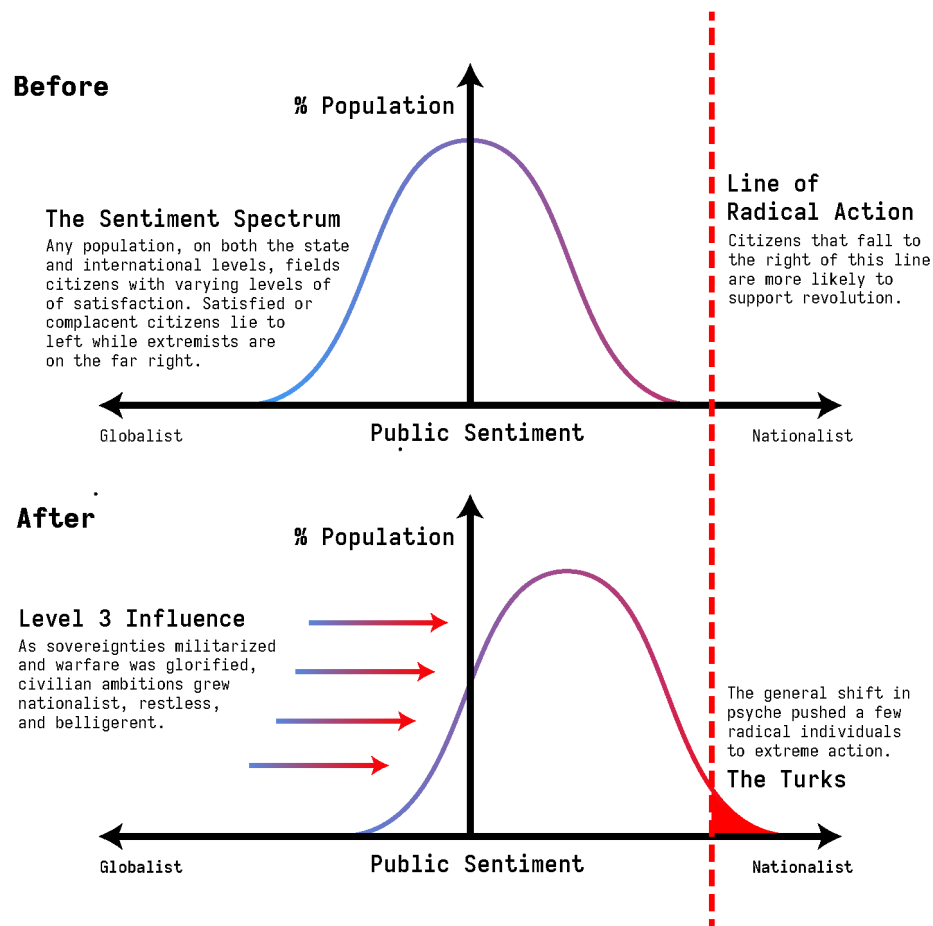 Before
% Population
The Sentiment Spectrum
Any population, on both the state
and international levels, fields
citizens with varying levels of
of satisfaction. Satisfied or
complacent citizens lie to
left while extremists are
on the far right.
Line of
Radical Action
Citizens that fall to
the right of this line
are more likely to
support revolution.
Globalist
Public Sentiment
Nationalist
After
% Population
Level 3 Influence
As sovereignties militarized
and warfare was glorified,
civilian ambitions grew
nationalist, restless,
and belligerent.
The general shift in
psyche pushed a few
radical individuals
to extreme action.
The Turks
Globalist
Public Sentiment
Nationalist